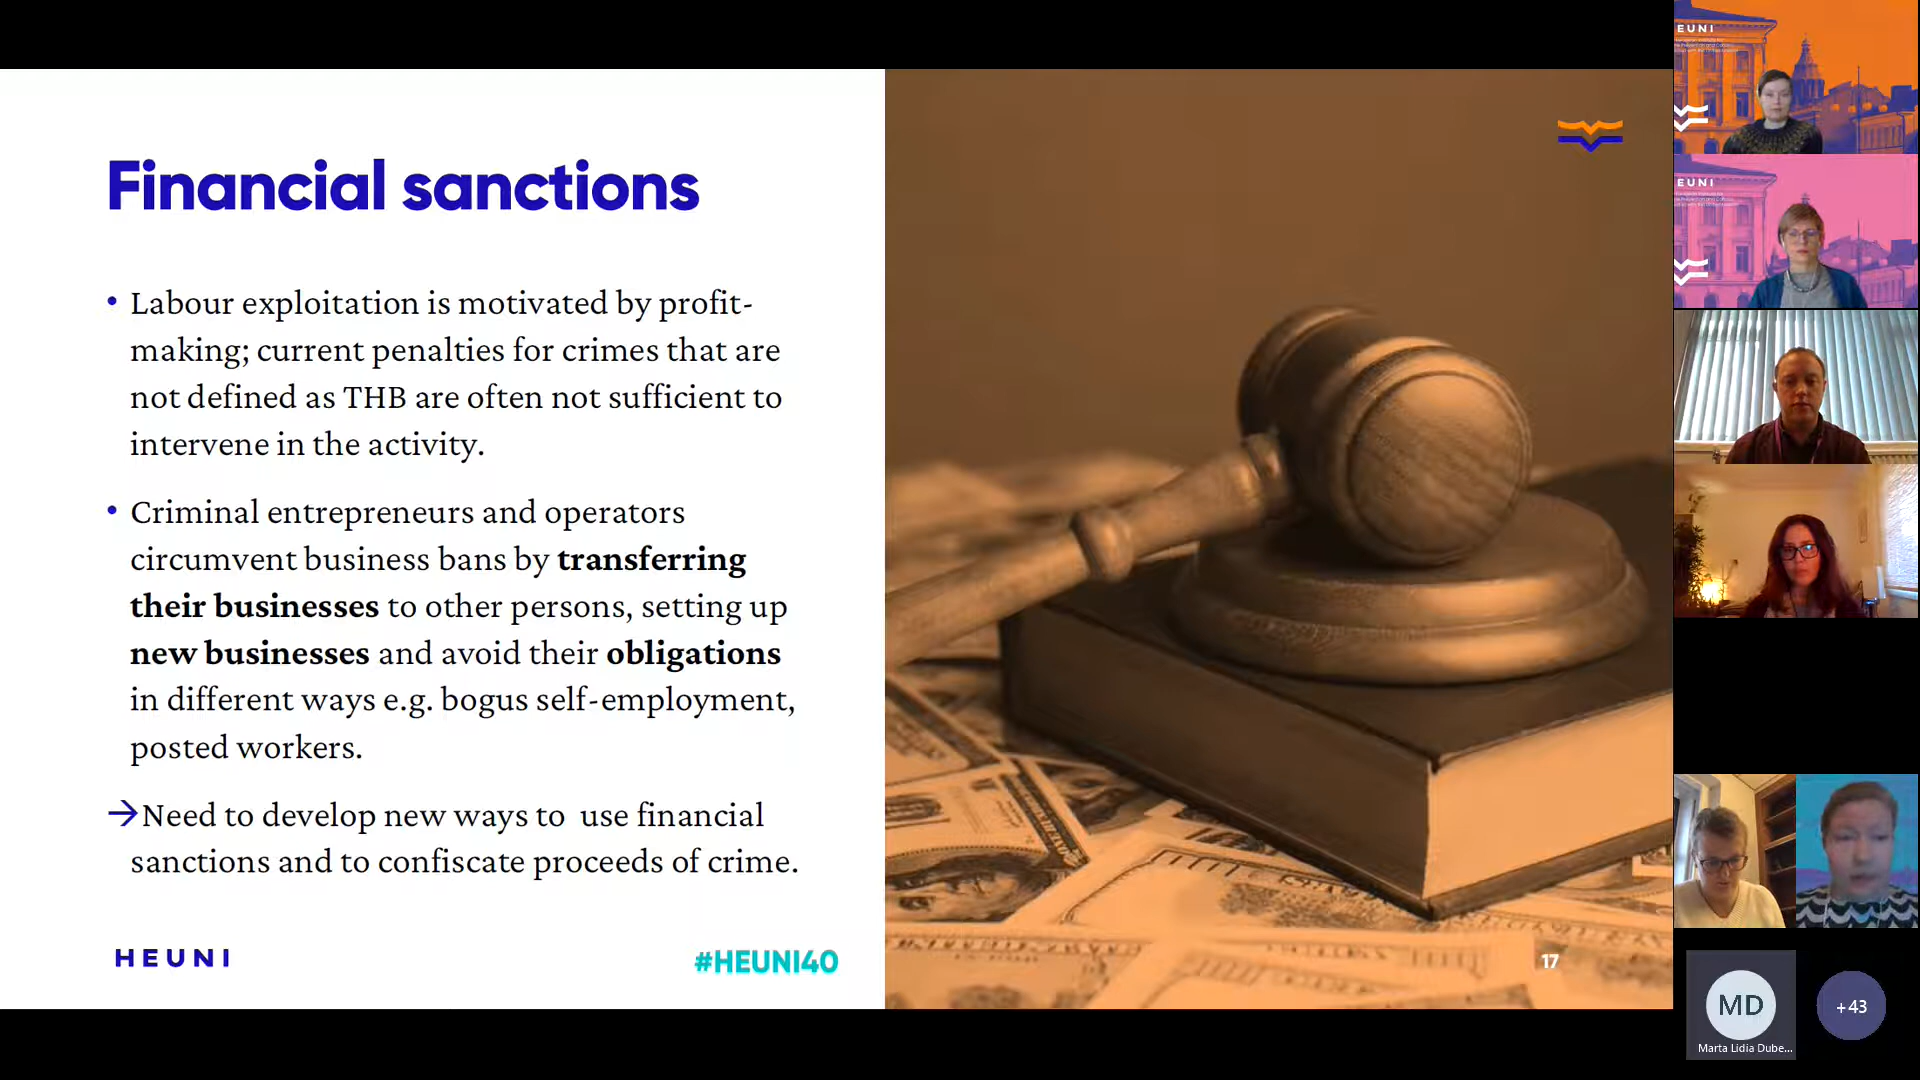 Financial sanctions
• Labour exploitation is motivated by profit-
making; current penalties for crimes that are
not defined as THB are often not sufficient to
intervene in the activity.
• Criminal entrepreneurs and operators
circumvent business bans by transferring
their businesses to other persons, setting up
new businesses and avoid their obligations
in different ways e.g. bogus self-employment,
posted workers.
→Need to develop new ways to  use financial
sanctions and to confiscate proceeds of crime.
HEUNI
#HEUNI40
17
EUNI
EUNI
MD
Marta Lidia Dube...
+43